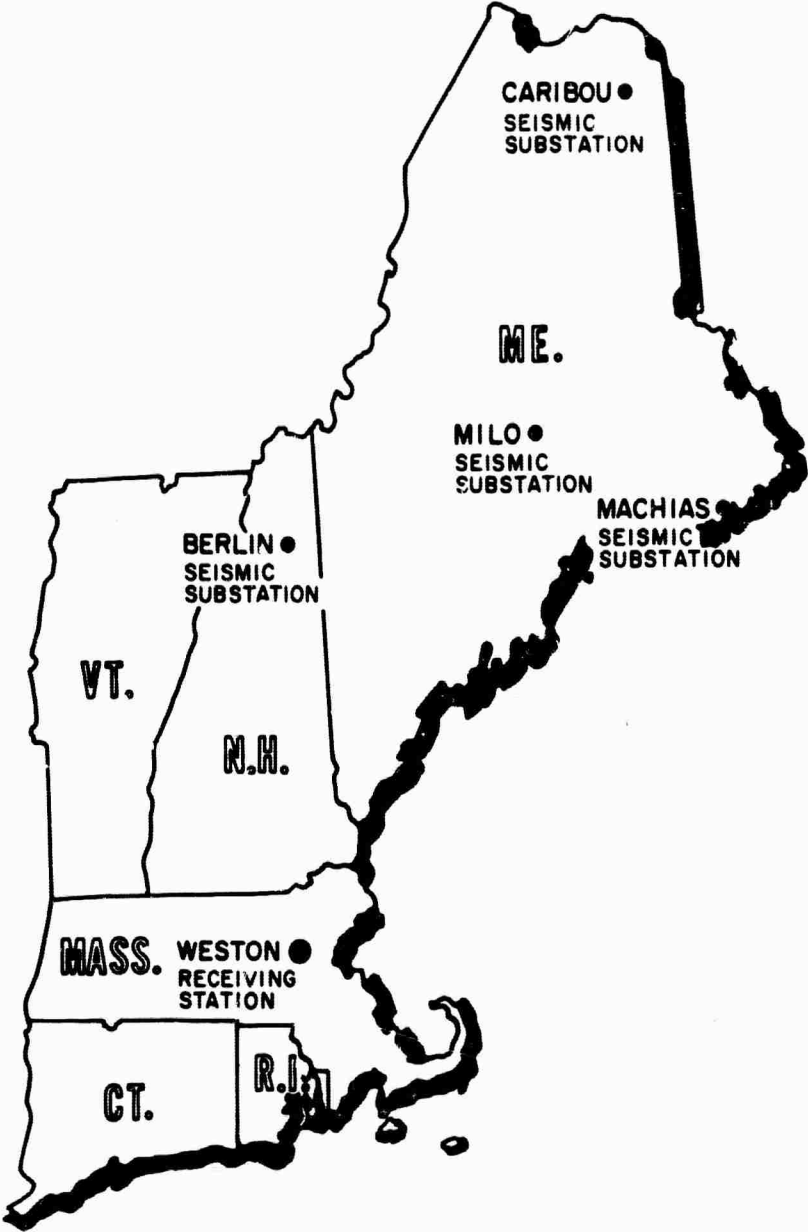 CARIBOU
SEISMIC
SUBSTATION
ME.
MILO
SEISMIC
SUBSTATION
MACHIAS
SEISMIC
SUBSTATION
BERLIN
SEISMIC
SUBSTATION
VT.
N.H.
MASS.
WESTON
RECEIVING
STATION
R.I.
CT.